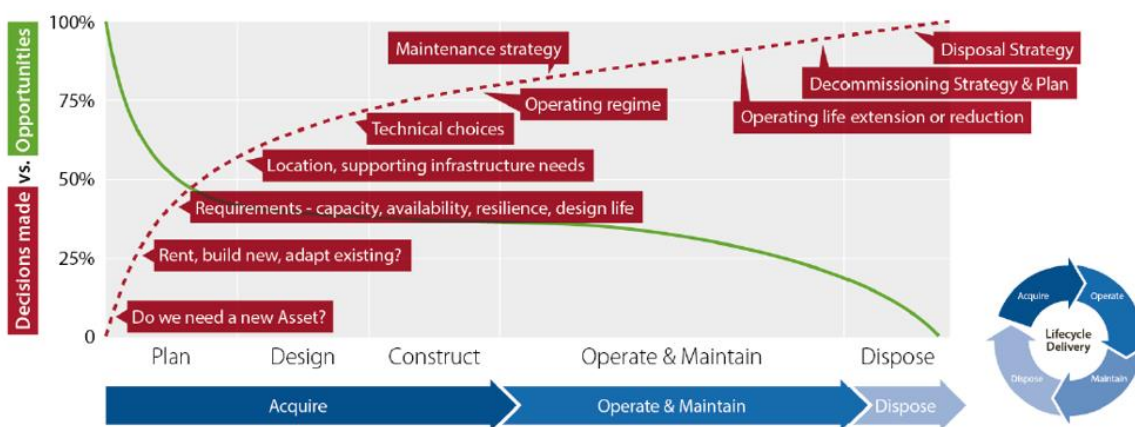 Decisions made vs. Opportunities
100%
75%
50%
25%
0
Maintenance strategy
Disposal Strategy
Decommissioning Strategy & Plan
Operating regime
Operating life extension or reduction
Technical choices
Location, supporting infrastructure needs
Requirements - capacity, availability, resilience, design life
Rent, build new, adapt existing?
Do we need a new Asset?
Plan
Design
Construct
Operate & Maintain
Dispose
Acquire
Operate & Maintain
Dispose
Acquire
Operate
Lifecycle
Delivery
Dispose
Maintain